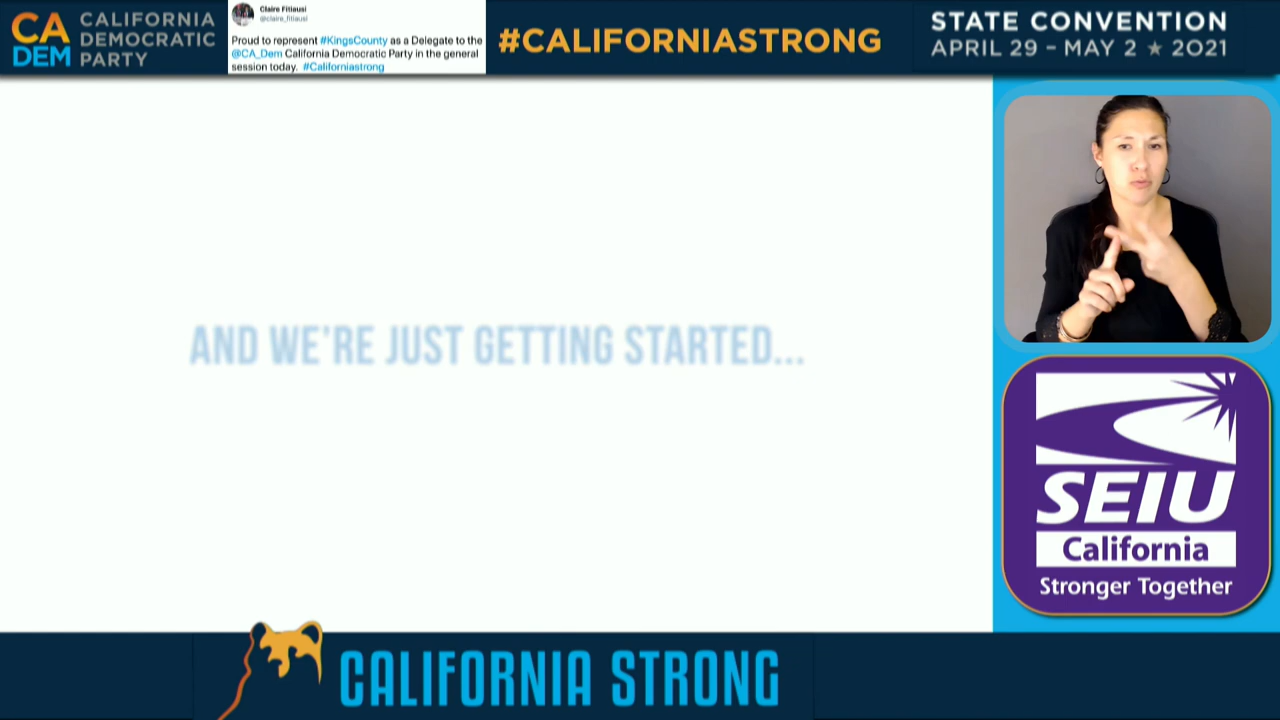 CA
DEM
CALIFORNIA
DEMOCRATIC
PARTY
Claire Fitiausi
@claire_fitiausi
Proud to represent #KingsCounty as a Delegate to the
@CA_Dem California Democratic Party in the general
session today. #Californiastrong
#CALIFORNIASTRONG
STATE CONVENTION
APRIL 29 – MAY 2 ★ 2021
AND WE'RE JUST GETTING STARTED...
SEIU
California
Stronger Together
CALIFORNIA STRONG